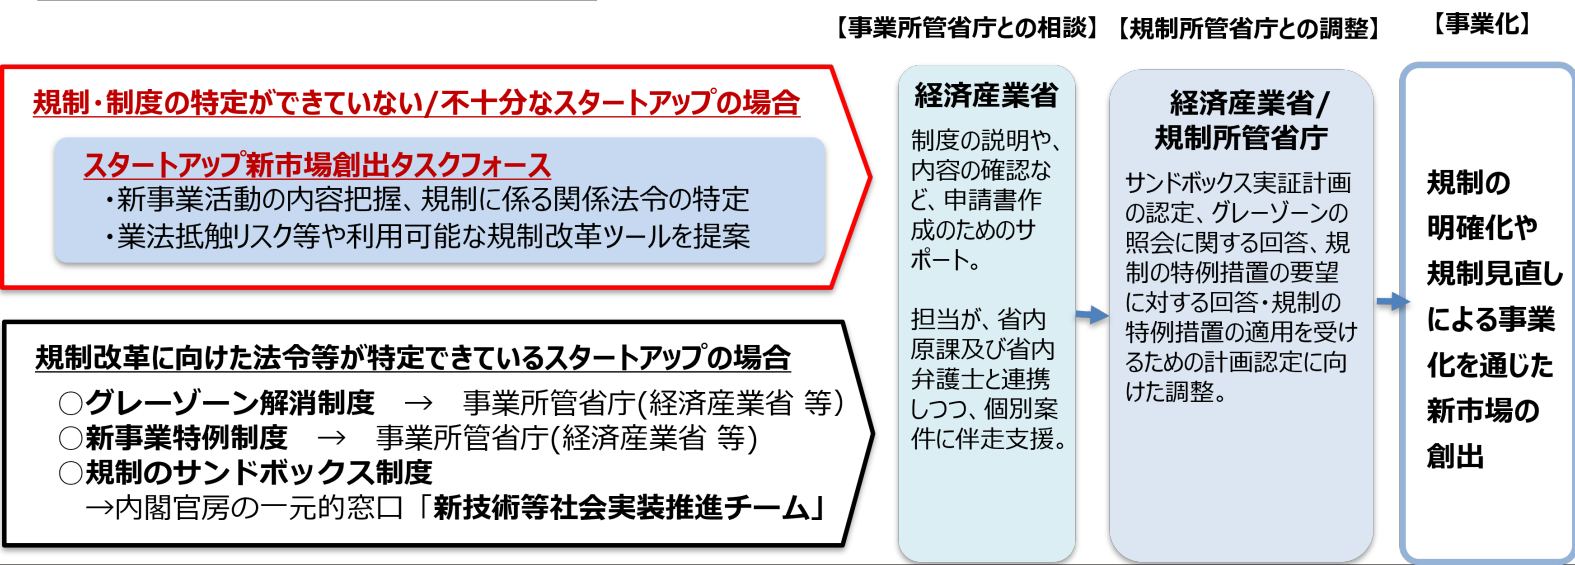 【事業所管省庁との相談】
【規制所管省庁との調整】
【事業化】
規制・制度の特定ができていない/不十分なスタートアップの場合
スタートアップ新市場創出タスクフォース
・新事業活動の内容把握、規制に係る関係法令の特定
・業法抵触リスク等や利用可能な規制改革ツールを提案
規制改革に向けた法令等が特定できているスタートアップの場合
○グレーゾーン解消制度　→　事業所管省庁(経済産業省 等)
○新事業特例制度　→　事業所管省庁(経済産業省 等)
○規制のサンドボックス制度
→内閣官房の一元的窓口「新技術等社会実装推進チーム」
経済産業省
制度の説明や、
内容の確認な
ど、申請書作
成のためのサ
ポート。
担当が、省内
原課及び省内
弁護士と連携
しつつ、個別案
件に伴走支援。
経済産業省/
規制所管省庁
サンドボックス実証計画
の認定、グレーゾーンの
照会に関する回答、規
制の特例措置の要望
に対する回答・規制の
特例措置の適用を受け
るための計画認定に向
けた調整。
規制の
明確化や
規制見直し
による事業
化を通じた
新市場の
創出